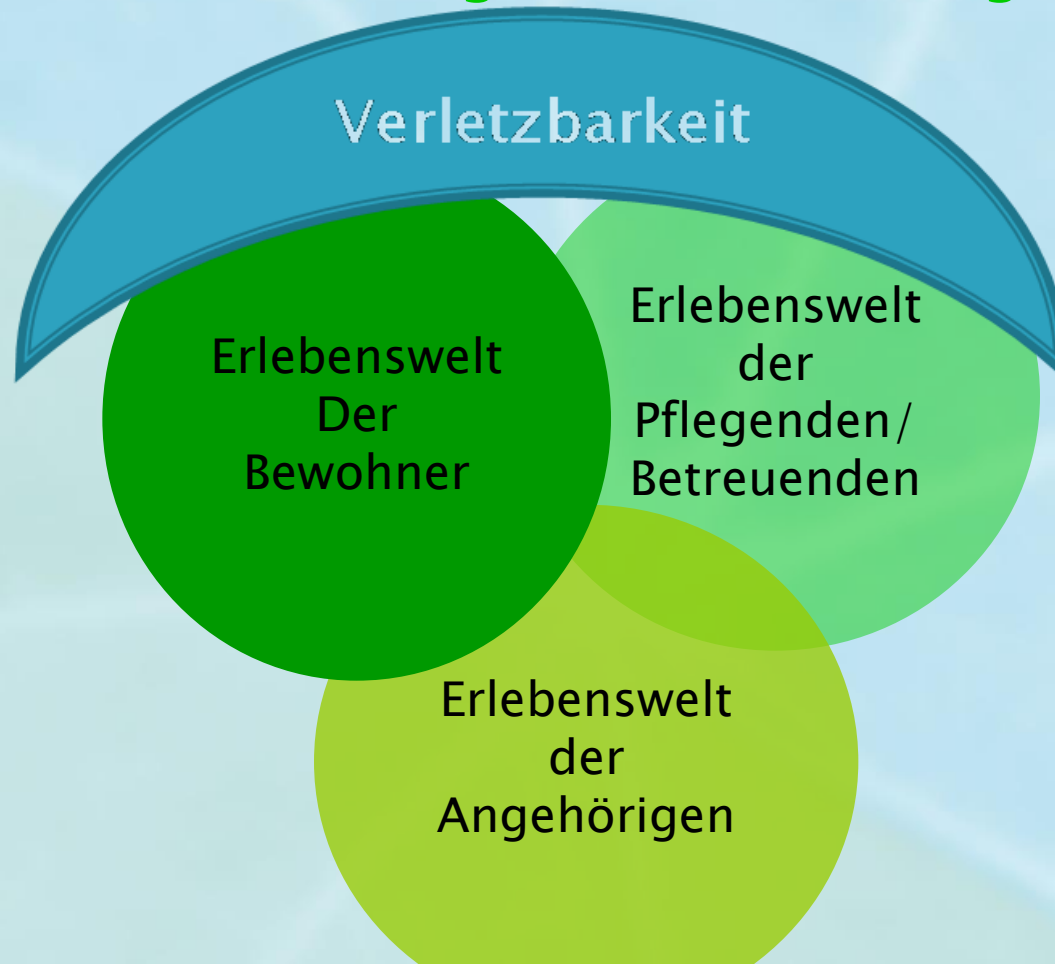 Verletzbarkeit
Erlebenswelt
Der
Bewohner
Erlebenswelt
der
Pflegenden/
Betreuenden
Erlebenswelt
der
Angehörigen